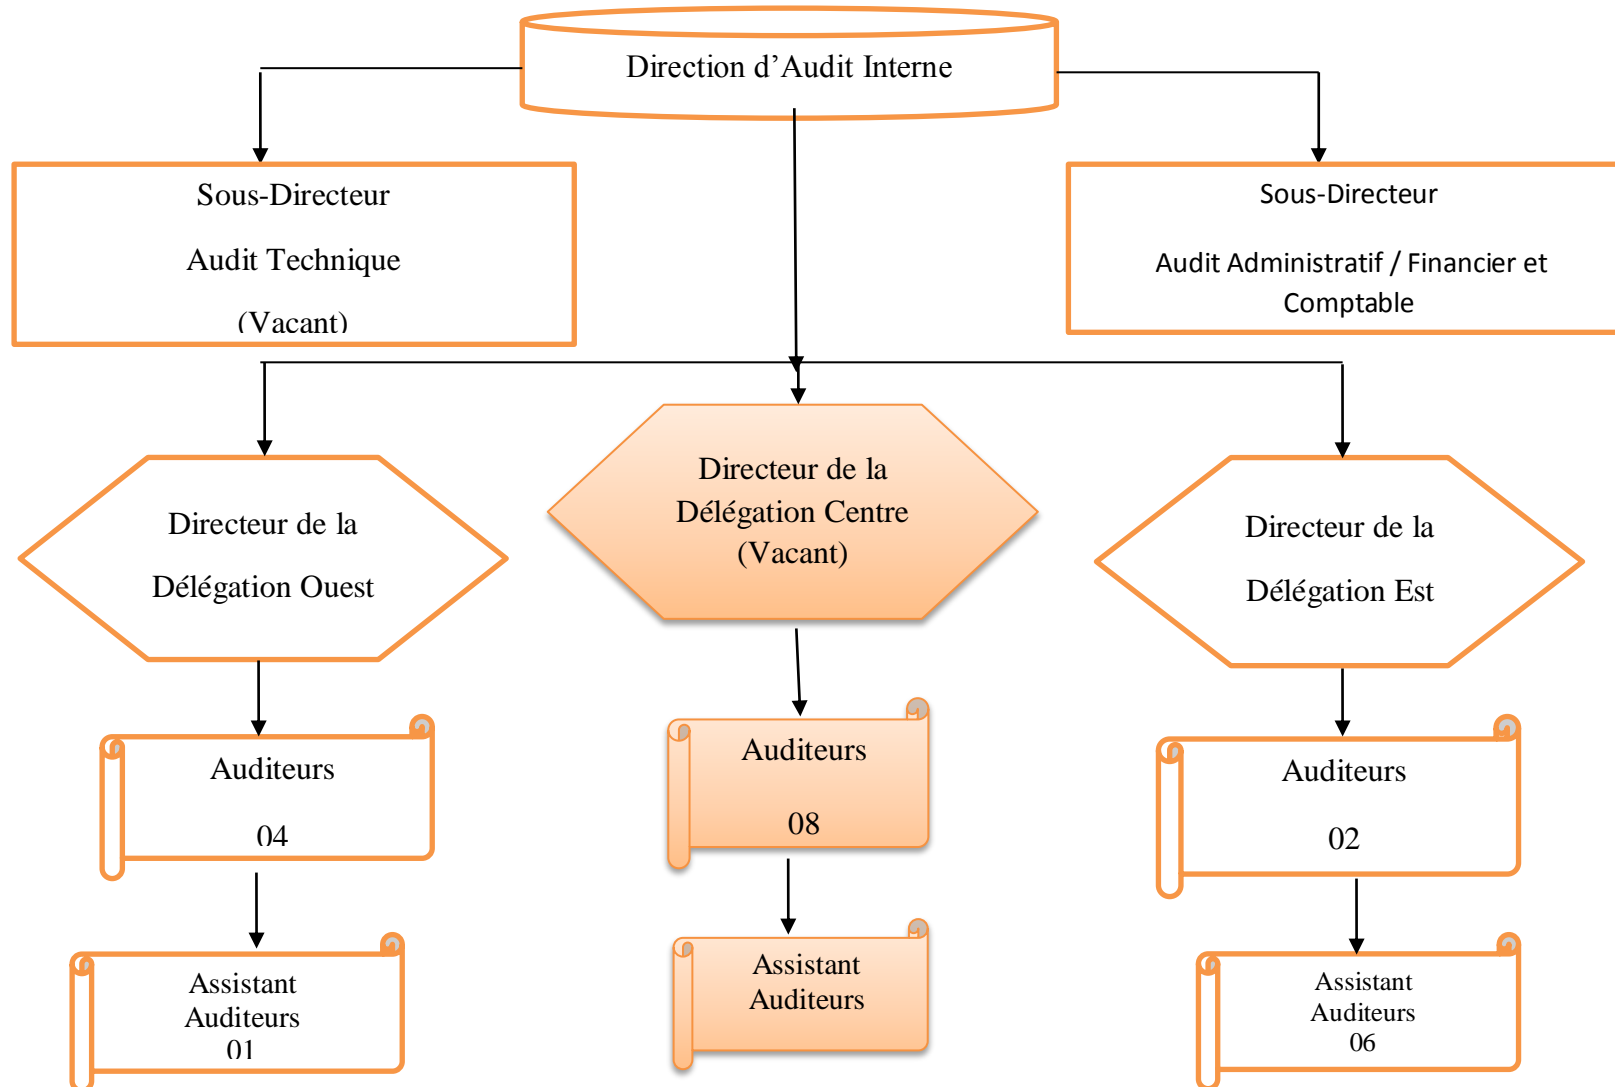 Direction d’Audit Interne
Sous-Directeur
Audit Technique
(Vacant)
Sous-Directeur
Audit Administratif / Financier et
Comptable
Directeur de la
Délégation Ouest
Directeur de la
Délégation Centre
(Vacant)
Directeur de la
Délégation Est
Auditeurs
04
Auditeurs
08
Auditeurs
02
Assistant
Auditeurs
01
Assistant
Auditeurs
Assistant
Auditeurs
06